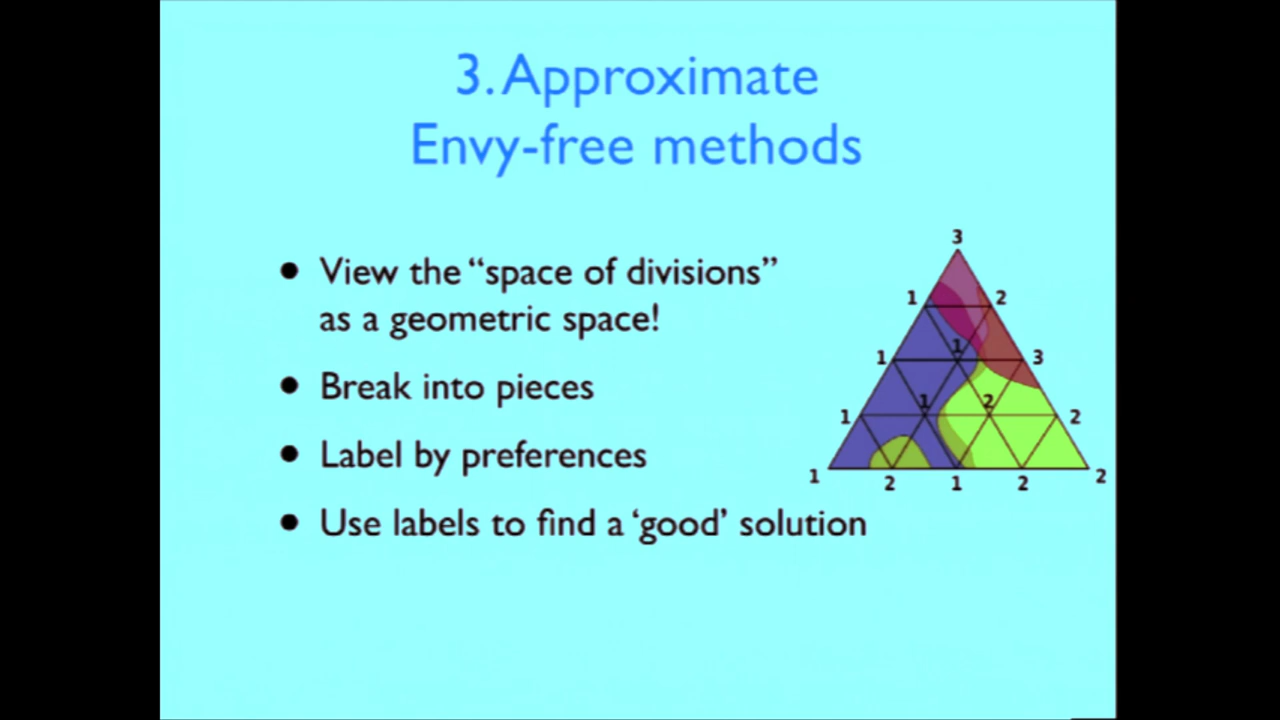 3. Approximate
Envy-free methods
• View the “space of divisions”
as a geometric space!
• Break into pieces
• Label by preferences
• Use labels to find a ‘good’ solution
3
1 2
1 1 3
1 1 2 2
1 2 1 2 2